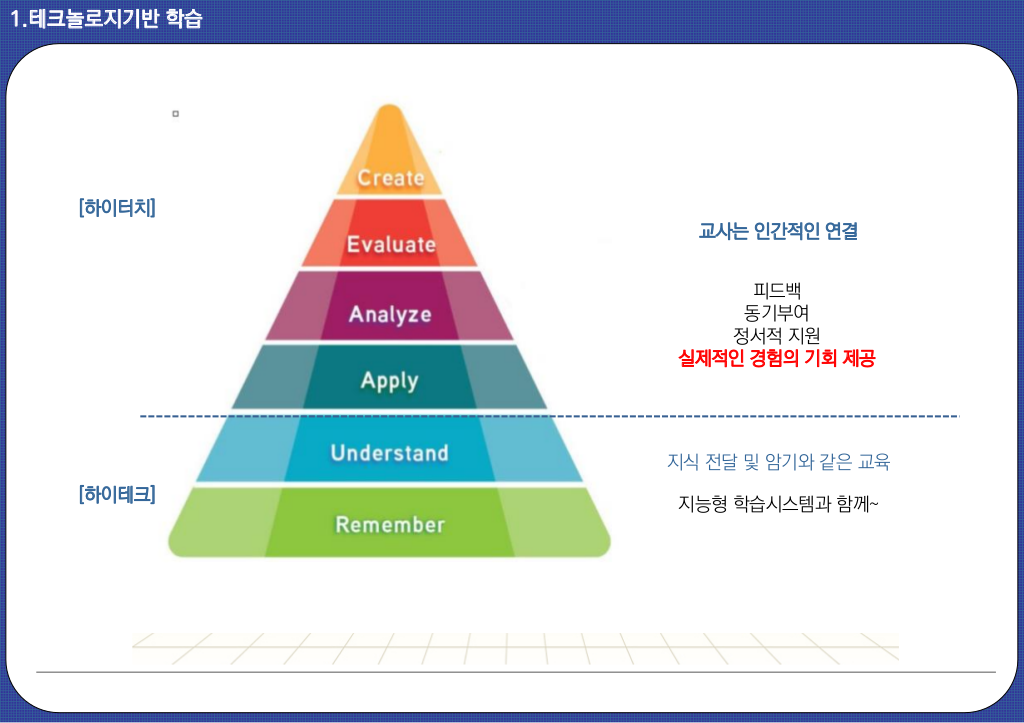 1.테크놀로지기반 학습
Create
[하이터치]
교사는 인간적인 연결
Evaluate
피드백
동기부여
Analyze
정서적 지원
실제적인 경험의 기회 제공
Apply
Understand
지식 전달 및 암기와 같은 교육
[하이테크]
지능형 학습시스템과 함께~
Remember